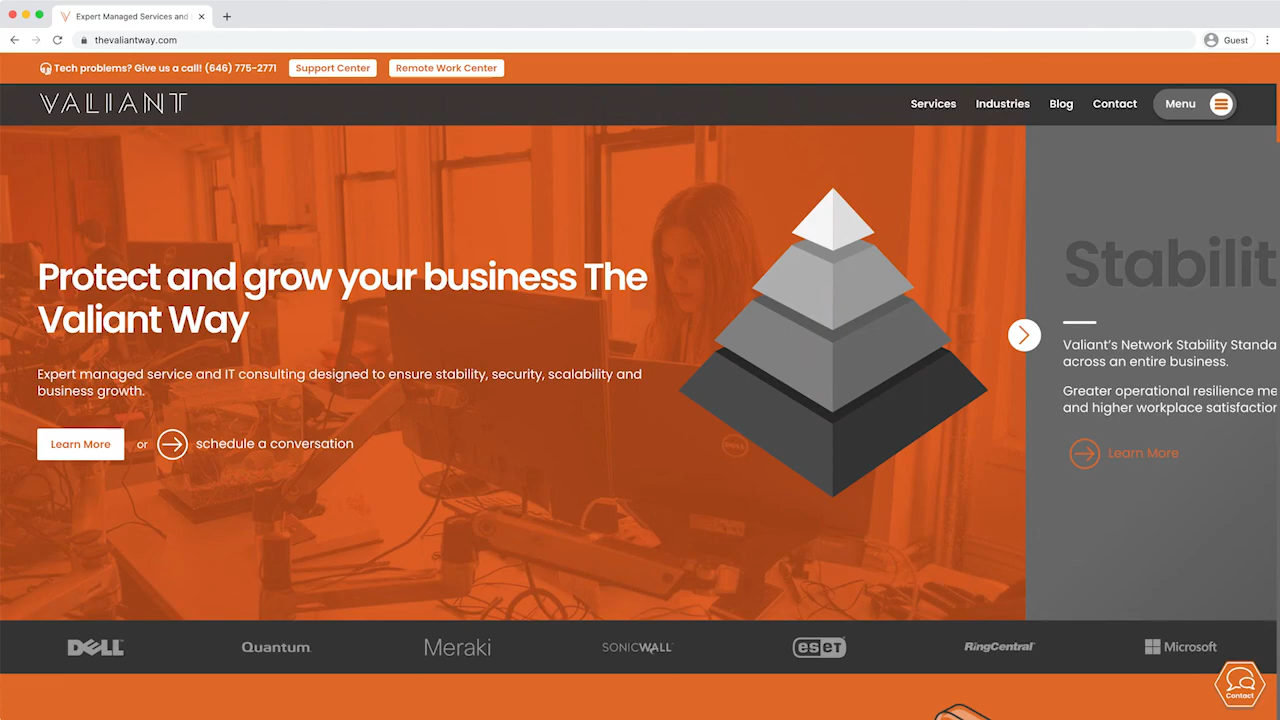 Expert Managed Services and
thevaliantway.com
Guest
Tech problems? Give us a call! (646) 775-2771
Support Center
Remote Work Center
VALIANT
Services
Industries
Blog
Contact
Menu
Protect and grow your business The
Valiant Way
Expert managed service and IT consulting designed to ensure stability, security, scalability and
business growth.
Learn More
or
schedule a conversation
DELL
Stabilit
Valiant's Network Stability Standa
across an entire business.
Greater operational resilience me
and higher workplace satisfaction
Learn More
DELL
Quantum
Meraki
SONICWALL
eset
RingCentral
Microsoft
Contact